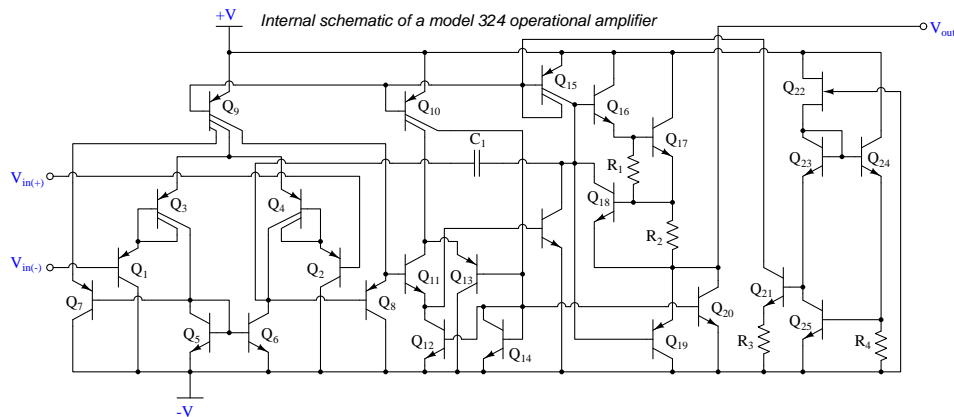 +V
Internal schematic of a model 324 operational amplifier
Vout
Q9
Q10
Q15
Q16
Q22
C1
Q17
Q23
Q24
R1
Vin(+)
Q3
Q4
Q18
R2
Vin(-)
Q1
Q2
Q7
Q8
Q11
Q13
Q21
Q20
Q25
Q5
Q6
Q12
Q14
Q19
R3
R4
-V